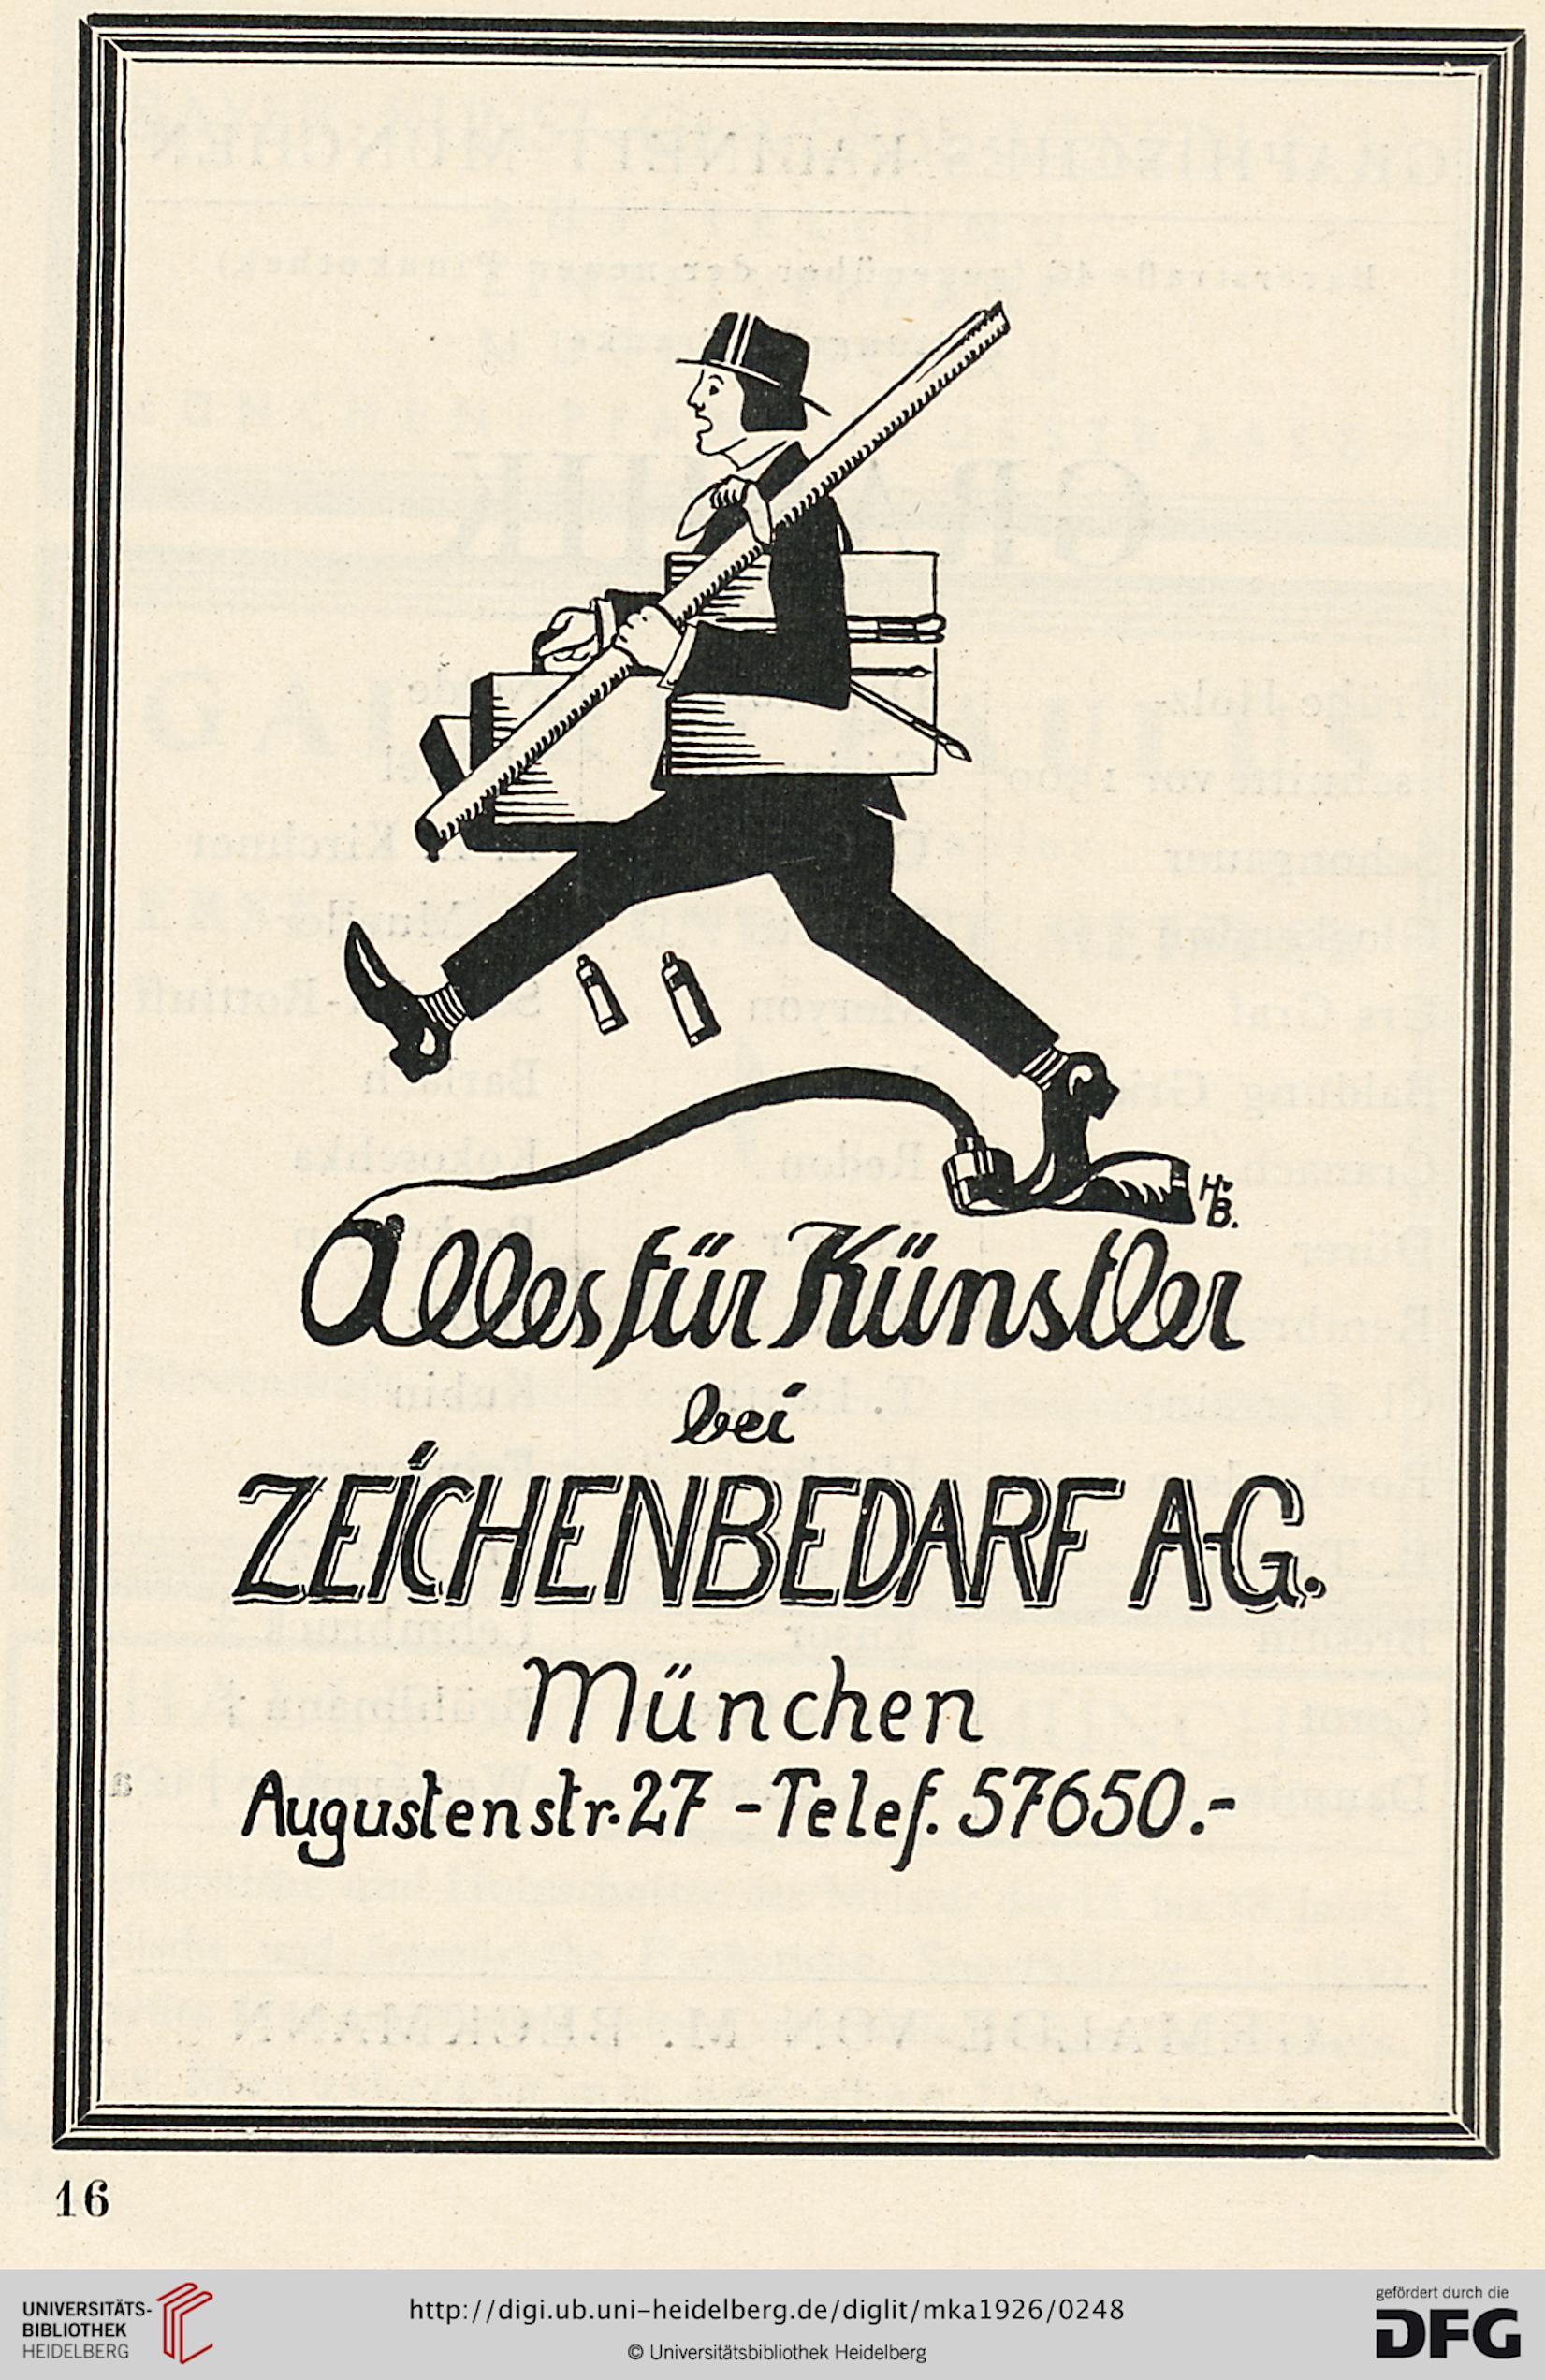 H.B.
Alles für Künstler
bei
ZEICHENBEDARF A-G.
München
Augustenstr. 27 - Telef. 57650.-
16
UNIVERSITÄTS-
BIBLIOTHEK
HEIDELBERG
http://digi.ub.uni-heidelberg.de/diglit/mka1926/0248
© Universitätsbibliothek Heidelberg
gefördert durch die
DFG